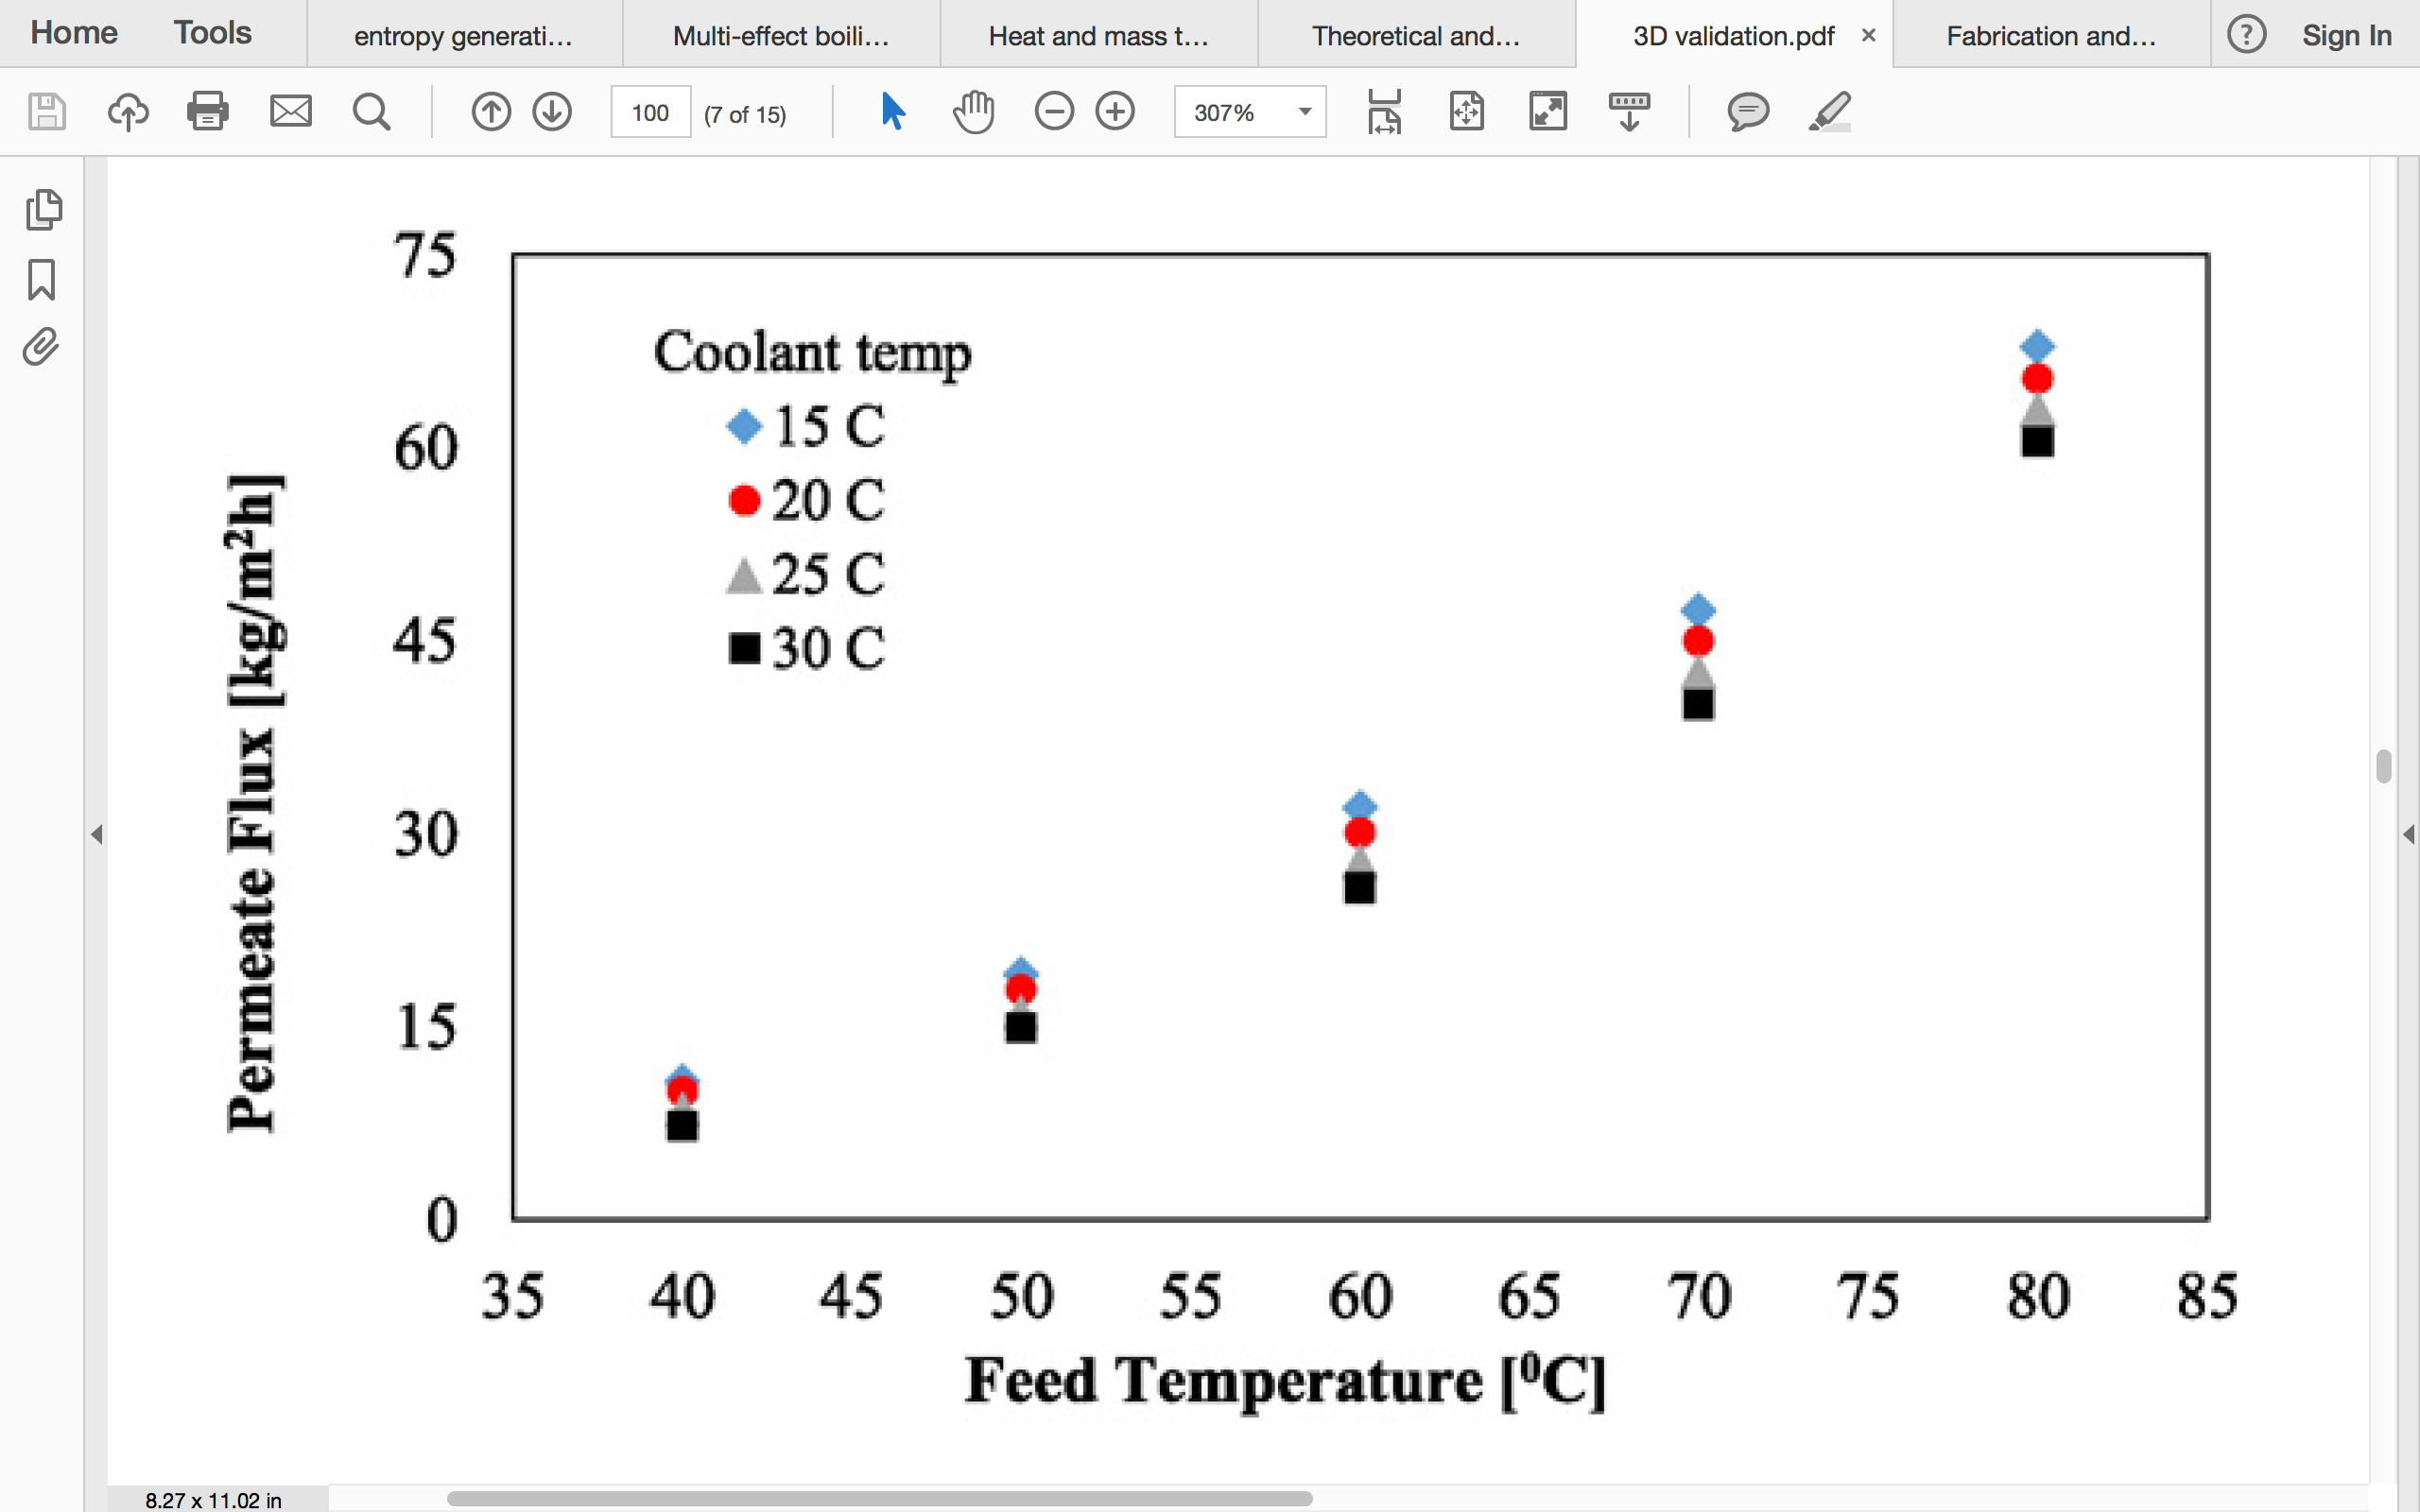 Home Tools entropy generati... Multi-effect boili... Heat and mass t... Theoretical and... 3D validation.pdf × Fabrication and... ? Sign In
100 (7 of 15) 307%
75
60
45
30
15
0
Permeate Flux [kg/m²h]
Coolant temp
15 C
20 C
25 C
30 C
35 40 45 50 55 60 65 70 75 80 85
Feed Temperature [⁰C]
8.27 x 11.02 in